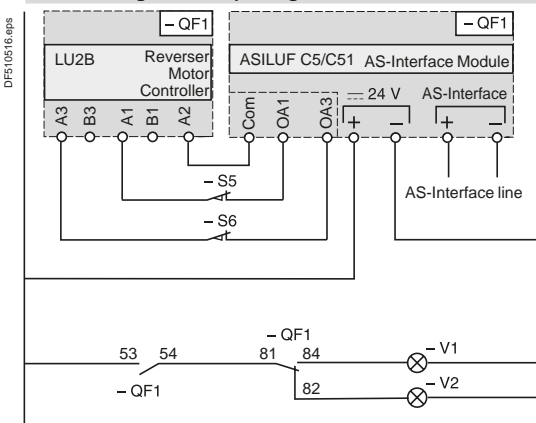 DF510516.eps
– QF1
– QF1
LU2B
Reverser
Motor
Controller
ASILUF C5/C51 AS-Interface Module
24 V
AS-Interface
A3
B3
A1
B1
A2
Com
OA1
OA3
+
–
+
–
– S5
AS-Interface line
– S6
– QF1
53
54
81
84
– V1
– QF1
82
– V2